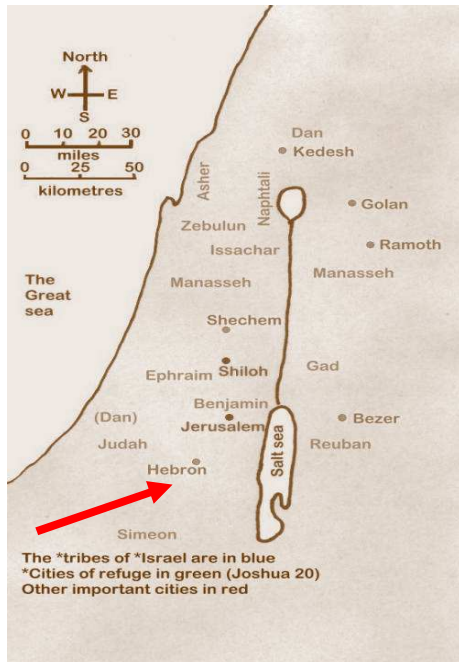 North
W E
S
0 10 20 30
miles
0 25 50
kilometres
Dan
Kedesh
Asher
Naphtali
Golan
Zebulun
Ramoth
Issachar
The
Great
sea
Manasseh
Manasseh
Shechem
Shiloh
Gad
Ephraim
Benjamin
(Dan)
Jerusalem
Bezer
Judah
Reuban
Salt sea
Hebron
Simeon
The *tribes of *Israel are in blue
*Cities of refuge in green (Joshua 20)
Other important cities in red